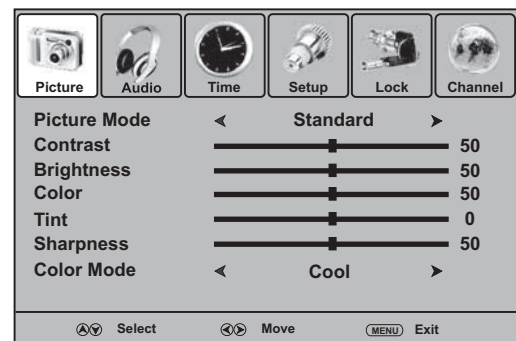 Picture Audio Time Setup Lock Channel
Picture Mode Standard
Contrast 50
Brightness 50
Color 50
Tint 0
Sharpness 50
Color Mode Cool
Select Move MENU Exit